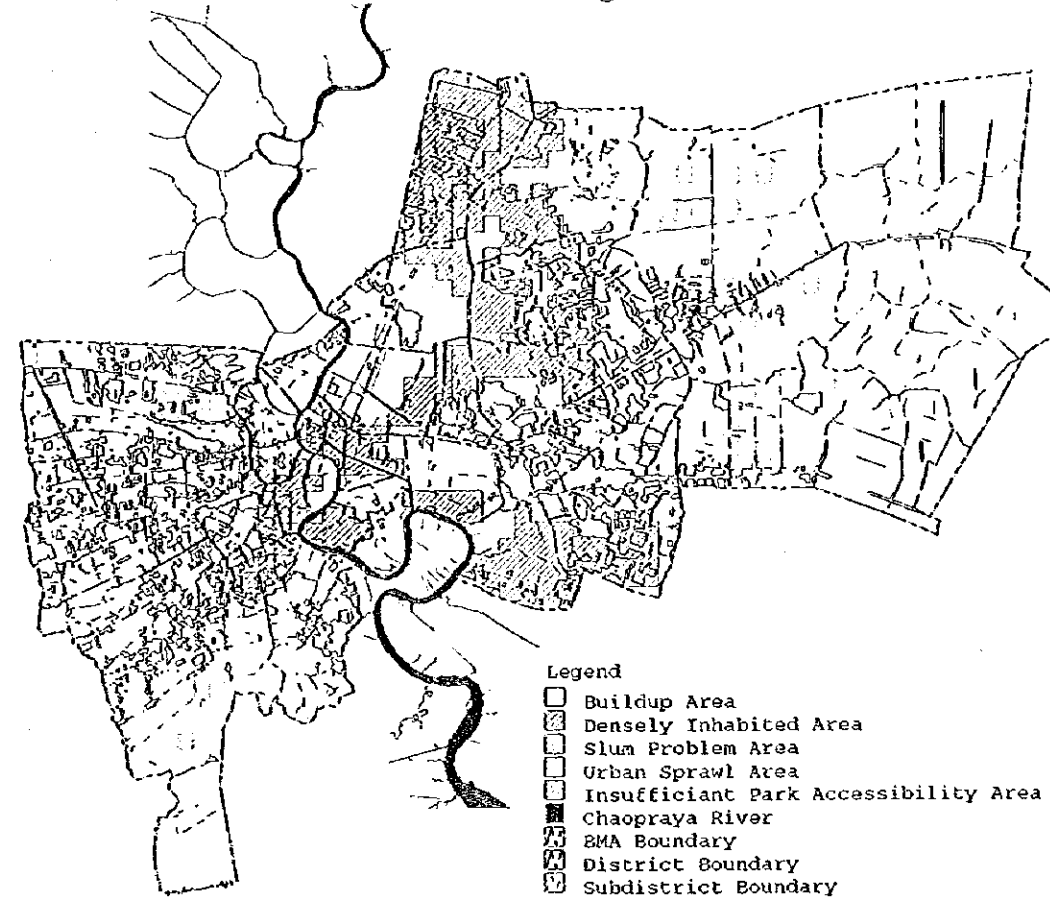 Legend
Buildup Area
Densely Inhabited Area
Slum Problem Area
Urban Sprawl Area
Insufficiant Park Accessibility Area
Chaopraya River
BMA Boundary
District Boundary
Subdistrict Boundary